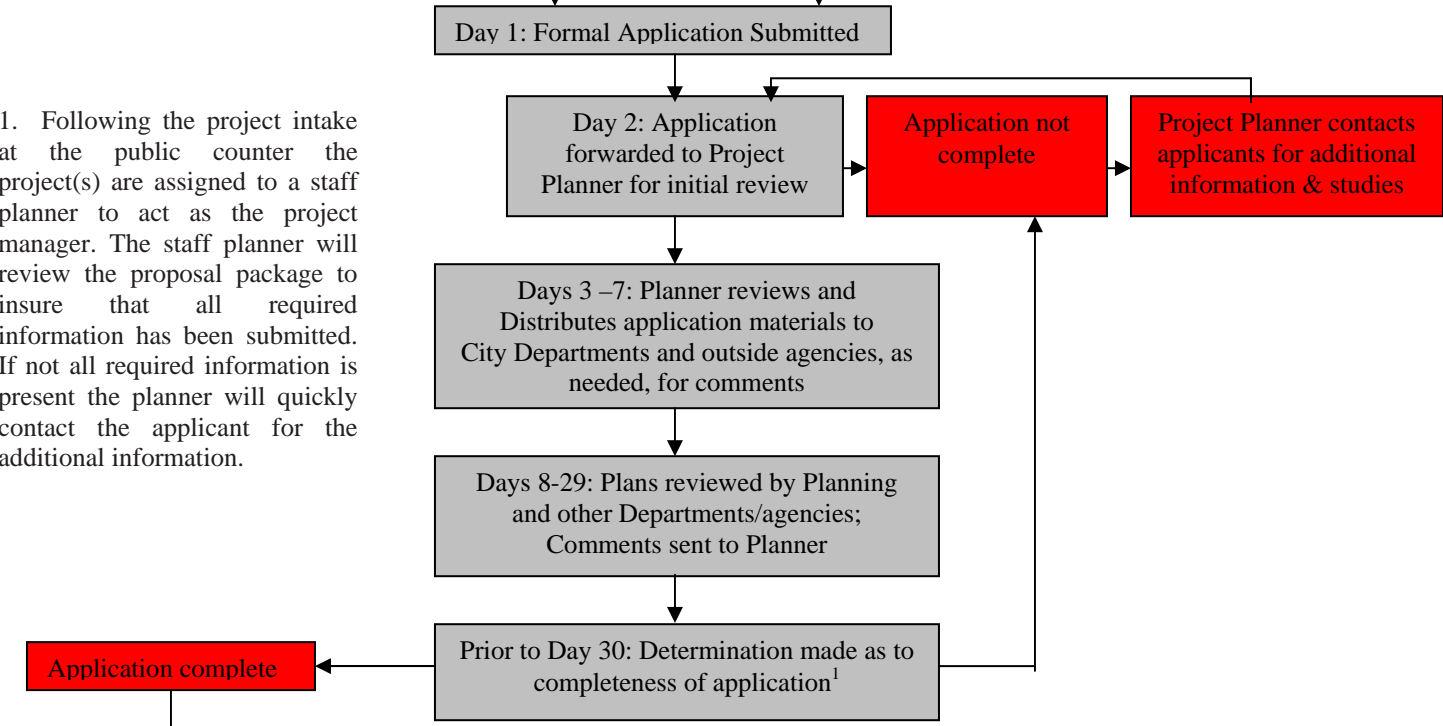 Day 1: Formal Application Submitted
1. Following the project intake
at the public counter the
project(s) are assigned to a staff
planner to act as the project
manager. The staff planner will
review the proposal package to
insure that all required
information has been submitted.
If not all required information is
present the planner will quickly
contact the applicant for the
additional information.
Day 2: Application
forwarded to Project
Planner for initial review
Application not
complete
Project Planner contacts
applicants for additional
information & studies
Days 3 –7: Planner reviews and
Distributes application materials to
City Departments and outside agencies, as
needed, for comments
Days 8-29: Plans reviewed by Planning
and other Departments/agencies;
Comments sent to Planner
Prior to Day 30: Determination made as to
completeness of application¹
Application complete